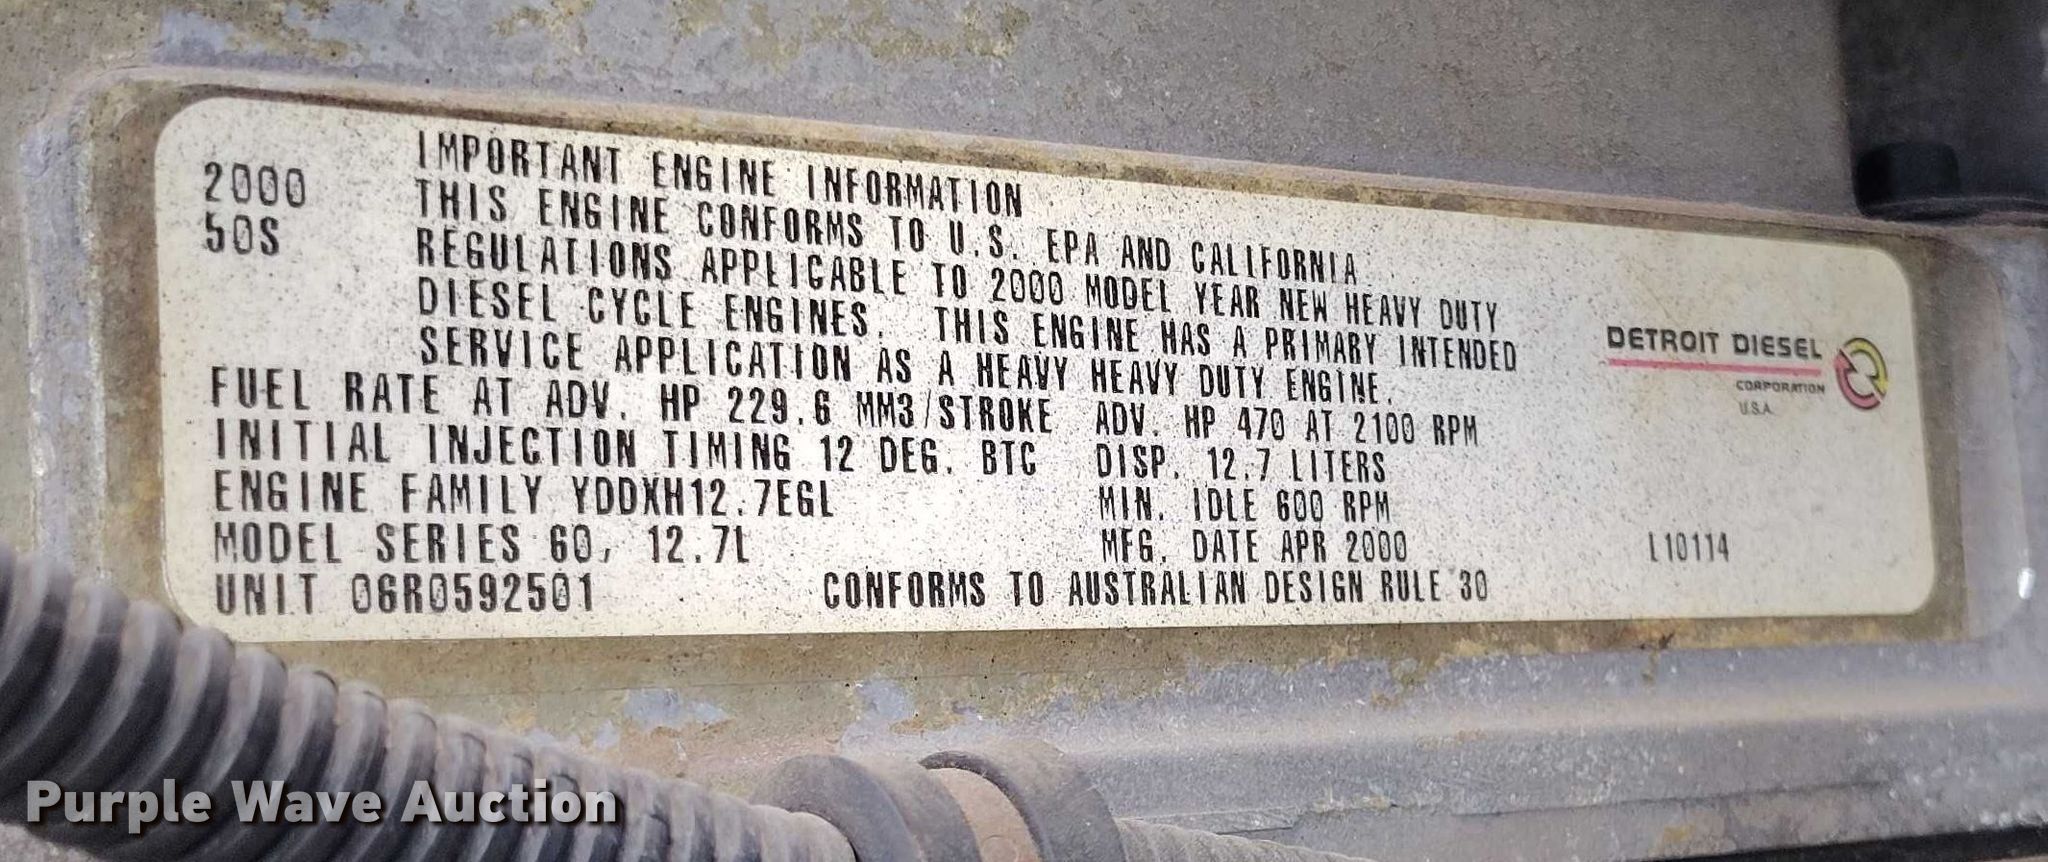 2000
50S
IMPORTANT ENGINE INFORMATION
THIS ENGINE CONFORMS TO U.S. EPA AND CALIFORNIA
REGULATIONS APPLICABLE TO 2000 MODEL YEAR NEW HEAVY DUTY
DIESEL CYCLE ENGINES. THIS ENGINE HAS A PRIMARY INTENDED
SERVICE APPLICATION AS A HEAVY HEAVY DUTY ENGINE.
FUEL RATE AT ADV. HP 229.6 MM3/STROKE ADV. HP 470 AT 2100 RPM
INITIAL INJECTION TIMING 12 DEG. BTC DISP. 12.7 LITERS
ENGINE FAMILY YDDXH12.7EGL MIN. IDLE 600 RPM
MODEL SERIES 60, 12.7L MFG. DATE APR 2000
UNIT 06R0592501 CONFORMS TO AUSTRALIAN DESIGN RULE 30
DETROIT DIESEL
CORPORATION
U.S.A.
L10114
Purple Wave Auction